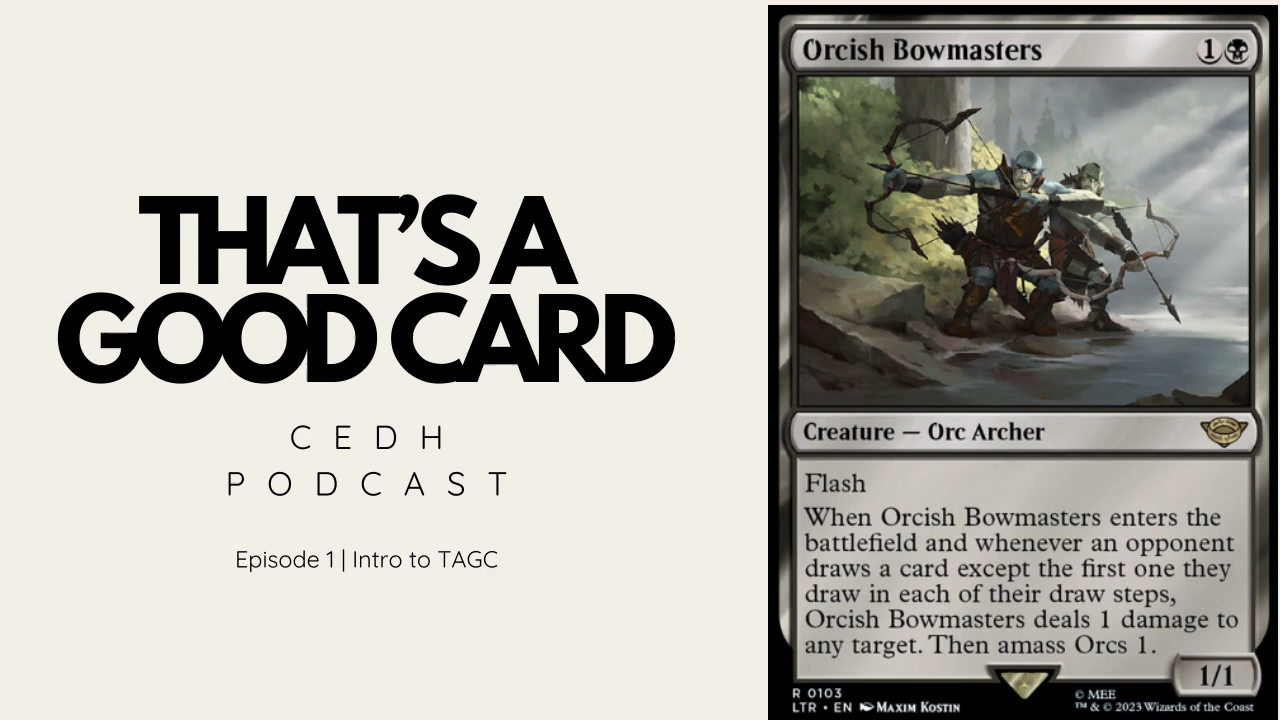 THAT'S A
GOOD CARD
CEDH
PODCAST
Episode 1 | Intro to TAGC
Orcish Bowmasters 1
Creature — Orc Archer
Flash
When Orcish Bowmasters enters the
battlefield and whenever an opponent
draws a card except the first one they
draw in each of their draw steps,
Orcish Bowmasters deals 1 damage to
any target. Then amass Orcs 1.
1/1
R 0103
LTR • EN MAXIM KOSTIN
© MEE
™ & © 2023 Wizards of the Coast